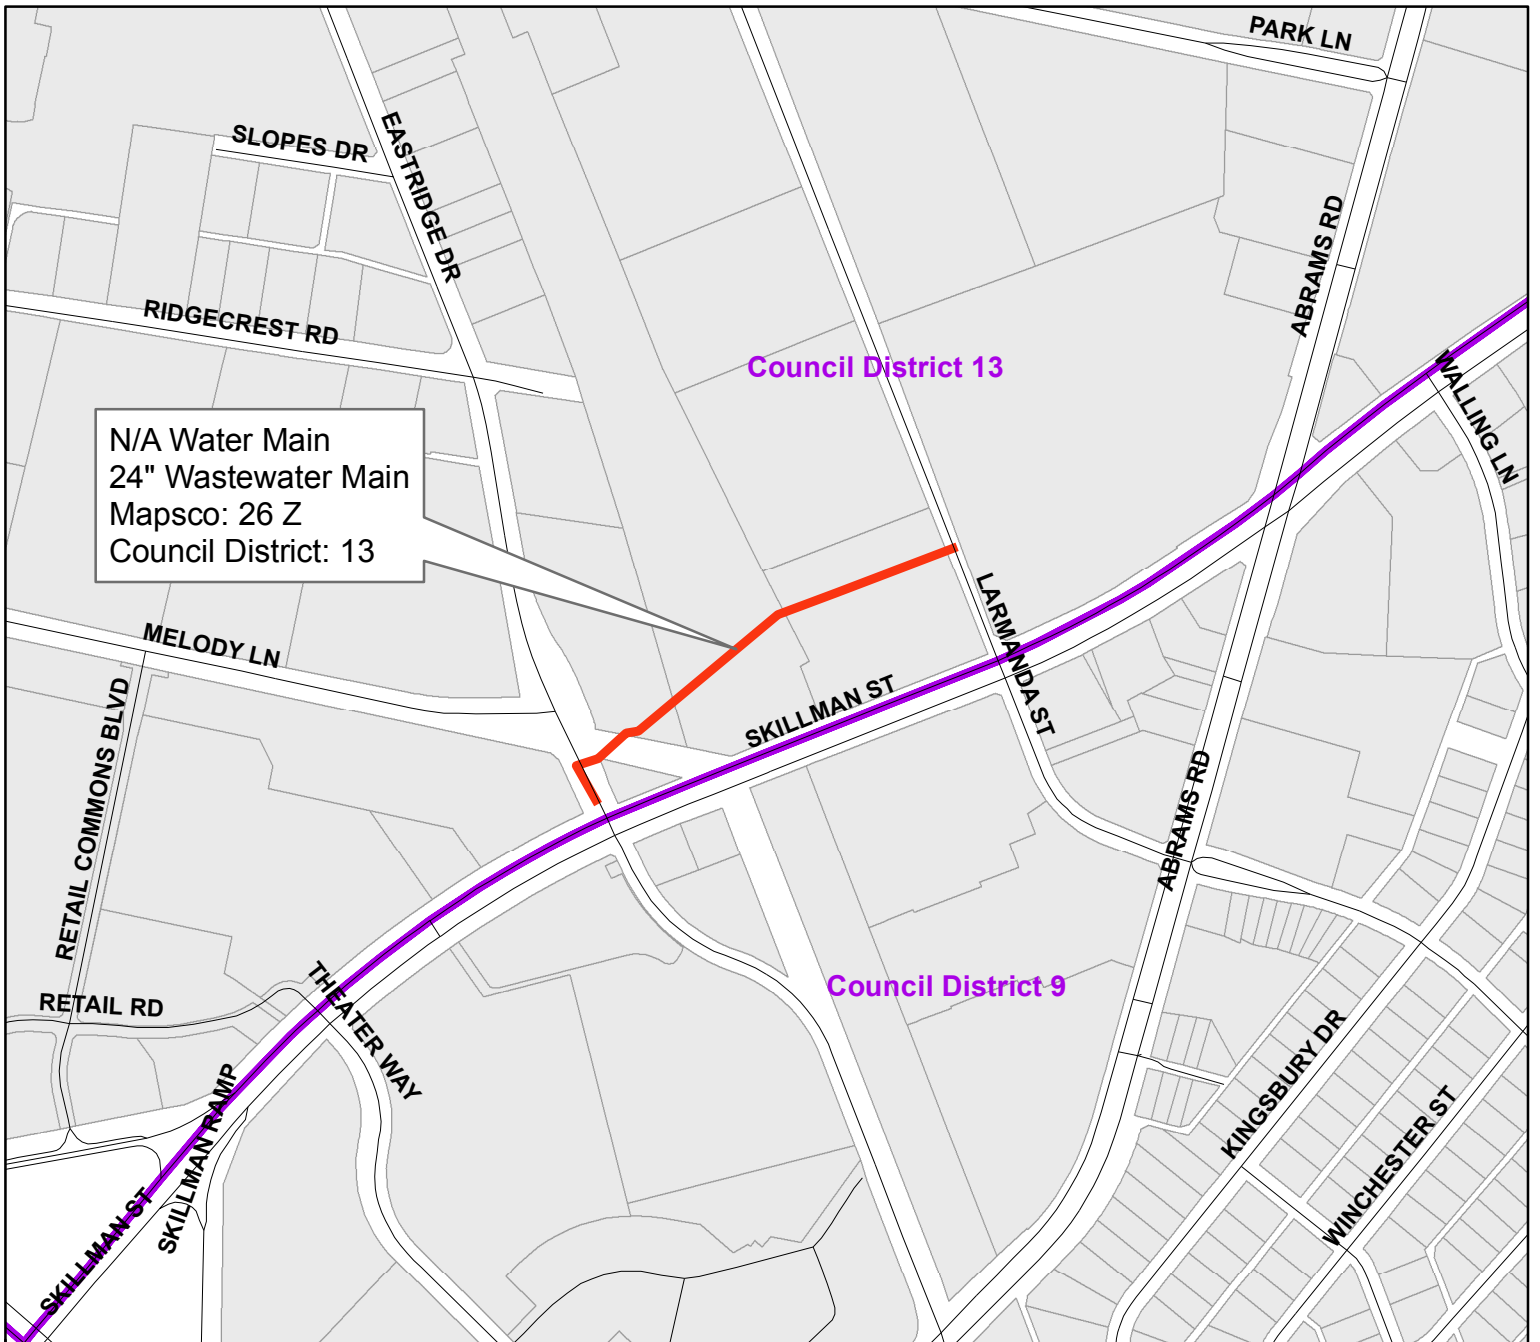 PARK LN
SLOPES DR
EASTRIDGE DR
ABRAMS RD
RIDGECREST RD
Council District 13
WALLING LN
N/A Water Main
24" Wastewater Main
Mapsco: 26 Z
Council District: 13
LARMANDA ST
MELODY LN
SKILLMAN ST
RETAIL COMMONS BLVD
ABRAMS RD
Council District 9
RETAIL RD
THEATER WAY
KINGSBURY DR
SKILLMAN RAMP
WINCHESTER ST
SKILLMAN ST